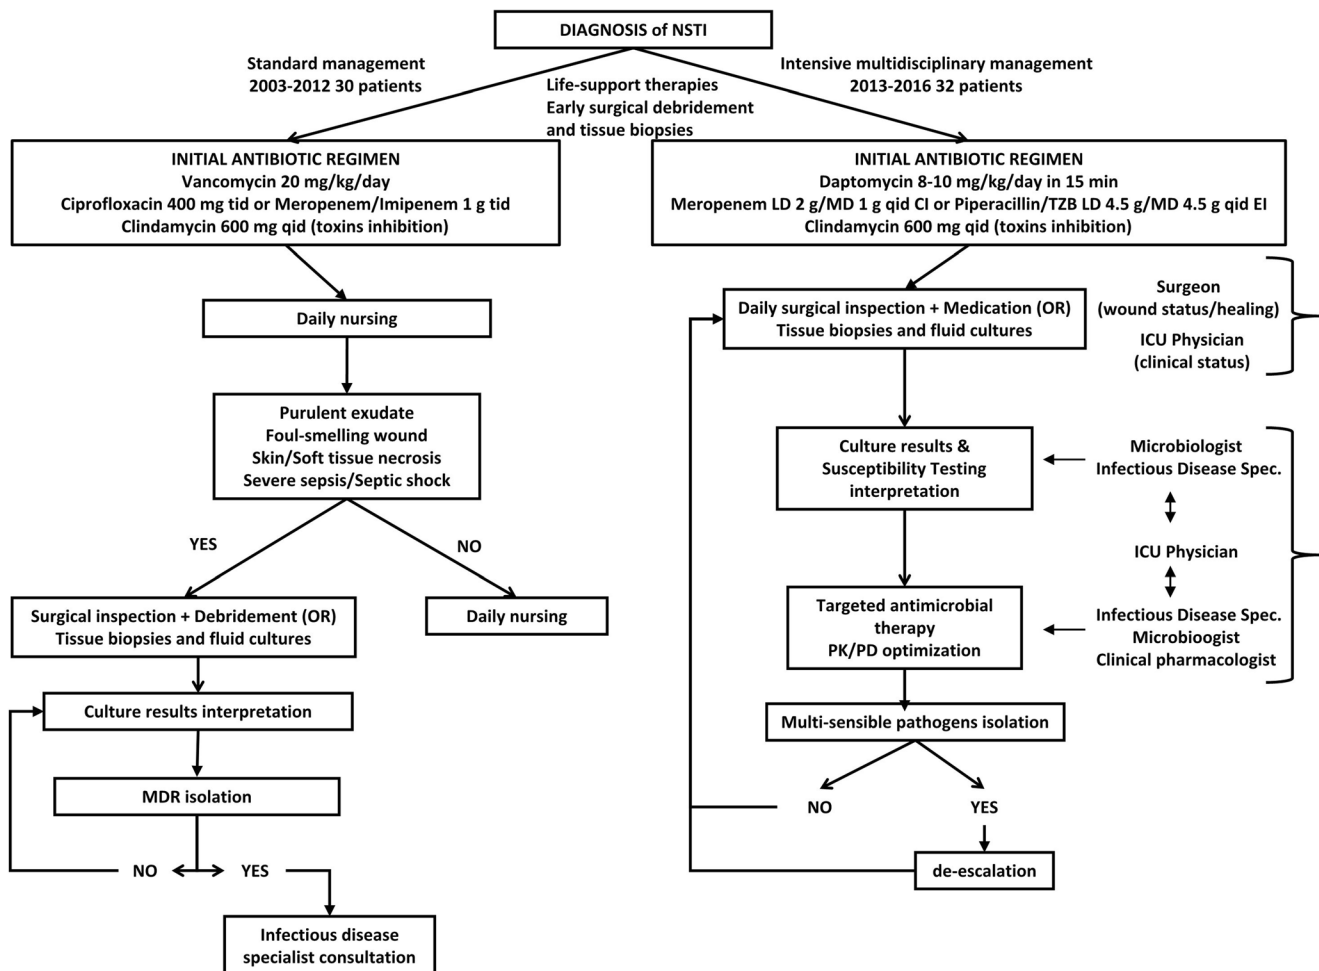 DIAGNOSIS of NSTI
Standard management
2003-2012 30 patients
Life-support therapies
Early surgical debridement
and tissue biopsies
Intensive multidisciplinary management
2013-2016 32 patients
INITIAL ANTIBIOTIC REGIMEN
Vancomycin 20 mg/kg/day
Ciprofloxacin 400 mg tid or Meropenem/Imipenem 1 g tid
Clindamycin 600 mg qid (toxins inhibition)
Daily nursing
Purulent exudate
Foul-smelling wound
Skin/Soft tissue necrosis
Severe sepsis/Septic shock
YES
NO
Surgical inspection + Debridement (OR)
Tissue biopsies and fluid cultures
Daily nursing
Culture results interpretation
MDR isolation
NO
YES
Infectious disease
specialist consultation
INITIAL ANTIBIOTIC REGIMEN
Daptomycin 8-10 mg/kg/day in 15 min
Meropenem LD 2 g/MD 1 g qid CI or Piperacillin/TZB LD 4.5 g/MD 4.5 g qid EI
Clindamycin 600 mg qid (toxins inhibition)
Daily surgical inspection + Medication (OR)
Tissue biopsies and fluid cultures
Surgeon
(wound status/healing)
ICU Physician
(clinical status)
Culture results &
Susceptibility Testing
interpretation
Microbiologist
Infectious Disease Spec.
ICU Physician
Targeted antimicrobial
therapy
PK/PD optimization
Infectious Disease Spec.
Microbioogist
Clinical pharmacologist
Multi-sensible pathogens isolation
NO
YES
de-escalation